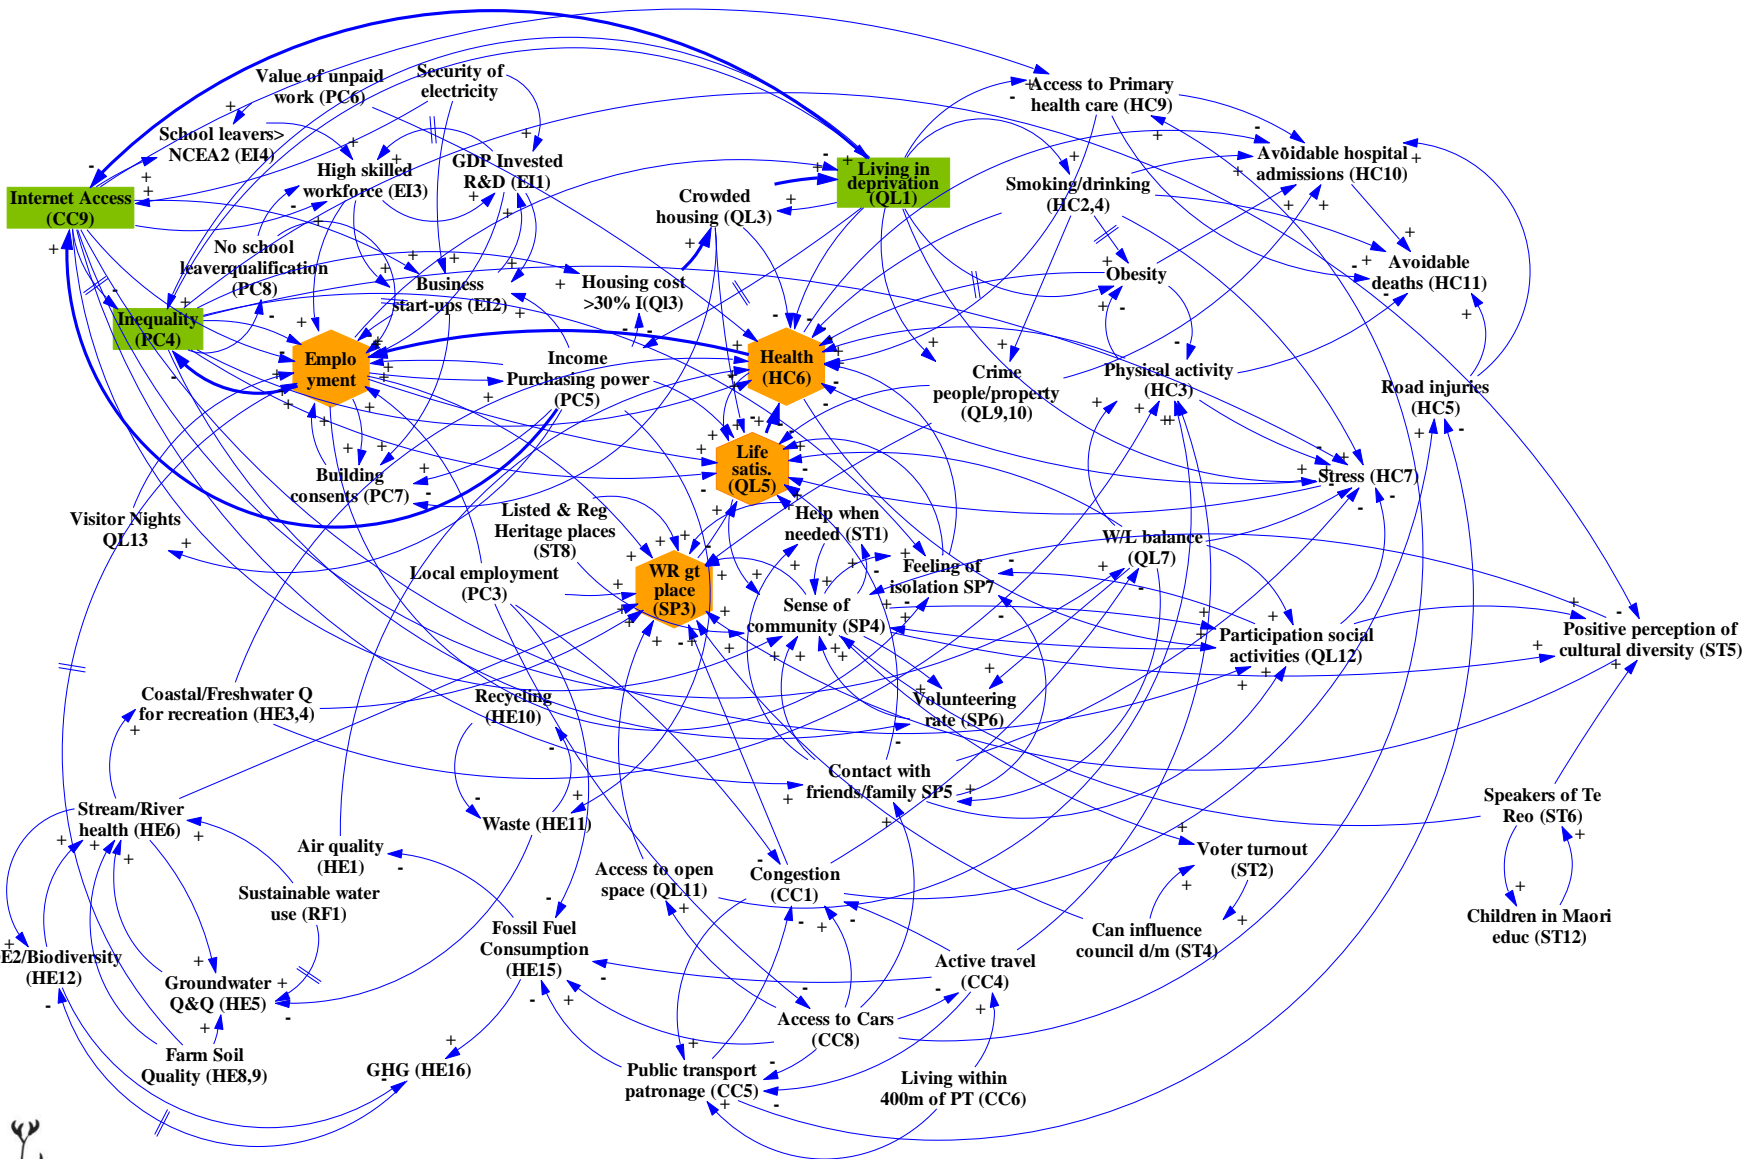 Value of unpaid
work (PC6)
Security of
electricity
Access to Primary
health care (HC9)
School leavers>
NCEA2 (EI4)
High skilled
workforce (EI3)
GDP Invested
R&D (EI1)
Avoidable hospital
admissions (HC10)
Internet Access
(CC9)
Living in
deprivation
(QL1)
Smoking/drinking
(HC2,4)
Crowded
housing (QL3)
No school
leaverqualification
(PC8)
Business
start-ups (EI2)
Housing cost
>30% I(Ql3)
Obesity
Avoidable
deaths (HC11)
Inequality
(PC4)
Emplo
yment
Income
Purchasing power
(PC5)
Health
(HC6)
Crime
people/property
(QL9,10)
Physical activity
(HC3)
Road injuries
(HC5)
Life
satis.
(QL5)
Building
consents (PC7)
Stress (HC7)
Visitor Nights
QL13
Listed & Reg
Heritage places
(ST8)
Help when
needed (ST1)
W/L balance
(QL7)
Local employment
(PC3)
WR gt
place
(SP3)
Feeling of
isolation SP7
Sense of
community (SP4)
Participation social
activities (QL12)
Positive perception of
cultural diversity (ST5)
Coastal/Freshwater Q
for recreation (HE3,4)
Recycling
(HE10)
Volunteering
rate (SP6)
Contact with
friends/family SP5
Stream/River
health (HE6)
Waste (HE11)
Speakers of Te
Reo (ST6)
Air quality
(HE1)
Sustainable water
use (RF1)
Access to open
space (QL11)
Congestion
(CC1)
Voter turnout
(ST2)
Children in Maori
educ (ST12)
Can influence
council d/m (ST4)
Fossil Fuel
Consumption
(HE15)
E2/Biodiversity
(HE12)
Groundwater
Q&Q (HE5)
Active travel
(CC4)
Access to Cars
(CC8)
Farm Soil
Quality (HE8,9)
GHG (HE16)
Public transport
patronage (CC5)
Living within
400m of PT (CC6)